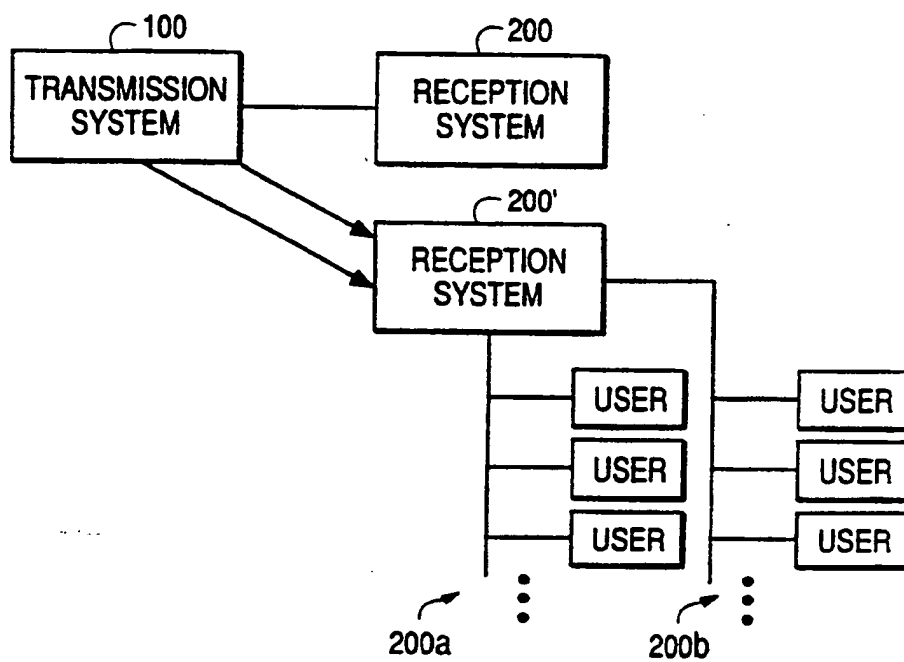 100
TRANSMISSION
SYSTEM
200
RECEPTION
SYSTEM
200'
RECEPTION
SYSTEM
USER
USER
USER
USER
USER
USER
200a
200b